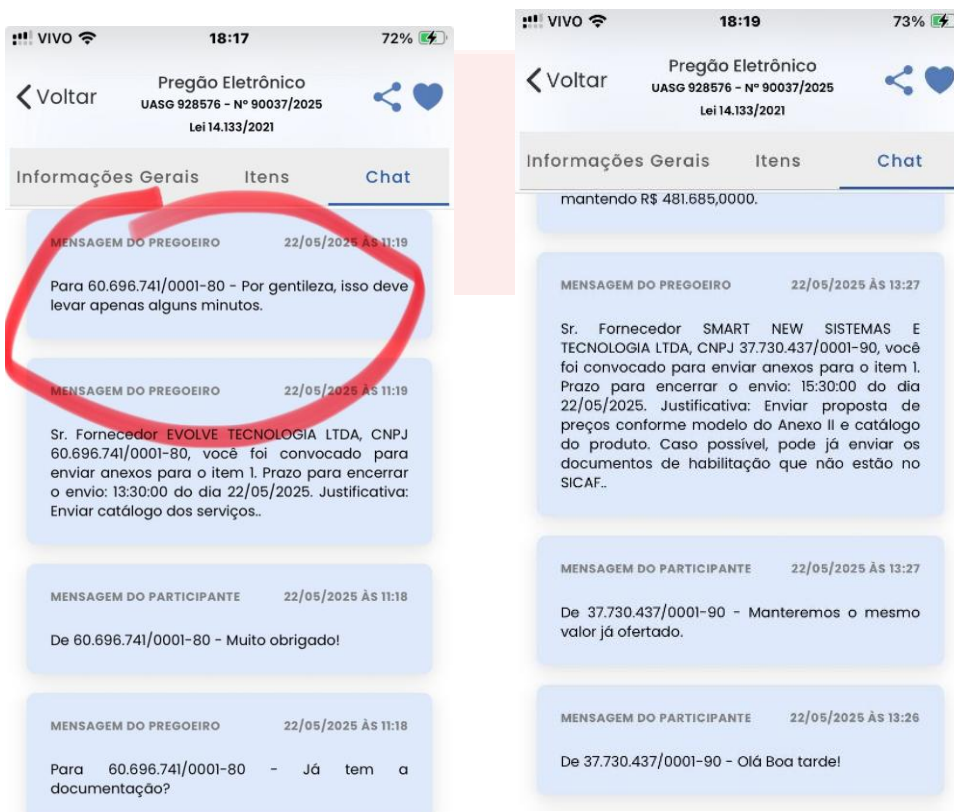 VIVO 18:17 72%
Voltar
Pregão Eletrônico
UASG 928576 - Nº 90037/2025
Lei 14.133/2021
Informações Gerais Itens Chat
MENSAGEM DO PREGOEIRO 22/05/2025 ÀS 11:19
Para 60.696.741/0001-80 - Por gentileza, isso deve
levar apenas alguns minutos.
MENSAGEM DO PREGOEIRO 22/05/2025 ÀS 11:19
Sr. Fornecedor EVOLVE TECNOLOGIA LTDA, CNPJ
60.696.741/0001-80, você foi convocado para
enviar anexos para o item 1. Prazo para encerrar
o envio: 13:30:00 do dia 22/05/2025. Justificativa:
Enviar catálogo dos serviços..
MENSAGEM DO PARTICIPANTE 22/05/2025 ÀS 11:18
De 60.696.741/0001-80 - Muito obrigado!
MENSAGEM DO PREGOEIRO 22/05/2025 ÀS 11:18
Para 60.696.741/0001-80 - Já tem a
documentação?
VIVO 18:19 73%
Voltar
Pregão Eletrônico
UASG 928576 - Nº 90037/2025
Lei 14.133/2021
Informações Gerais Itens Chat
mantendo R$ 481.685,0000.
MENSAGEM DO PREGOEIRO 22/05/2025 ÀS 13:27
Sr. Fornecedor SMART NEW SISTEMAS E
TECNOLOGIA LTDA, CNPJ 37.730.437/0001-90, você
foi convocado para enviar anexos para o item 1.
Prazo para encerrar o envio: 15:30:00 do dia
22/05/2025. Justificativa: Enviar proposta de
preços conforme modelo do Anexo II e catálogo
do produto. Caso possível, pode já enviar os
documentos de habilitação que não estão no
SICAF..
MENSAGEM DO PARTICIPANTE 22/05/2025 ÀS 13:27
De 37.730.437/0001-90 - Manteremos o mesmo
valor já ofertado.
MENSAGEM DO PARTICIPANTE 22/05/2025 ÀS 13:26
De 37.730.437/0001-90 - Olá Boa tarde!